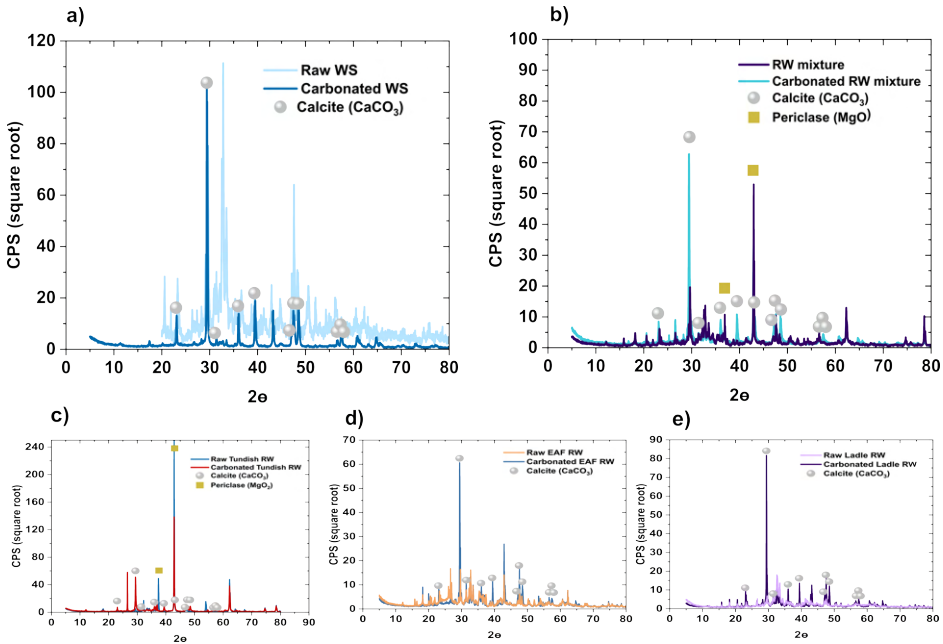 a)
120
100
80
60
40
20
0
CPS (square root)
Raw WS
Carbonated WS
Calcite (CaCO3)
0 10 20 30 40 50 60 70 80
2ɵ
b)
100
90
80
70
60
50
40
30
20
10
0
CPS (square root)
RW mixture
Carbonated RW mixture
Calcite (CaCO3)
Periclase (MgO)
0 10 20 30 40 50 60 70 80
2ɵ
c)
240
200
160
120
80
40
0
CPS (square root)
Raw Tundish RW
Carbonated Tundish RW
Calcite (CaCO3)
Periclase (MgO2)
0 10 20 30 40 50 60 70 80 90
2ɵ
d)
70
60
50
40
30
20
10
0
CPS (square root)
Raw EAF RW
Carbonated EAF RW
Calcite (CaCO3)
0 10 20 30 40 50 60 70 80
2ɵ
e)
90
80
70
60
50
40
30
20
10
0
CPS (square root)
Raw Ladle RW
Carbonated Ladle RW
Calcite (CaCO3)
0 10 20 30 40 50 60 70 80
2ɵ